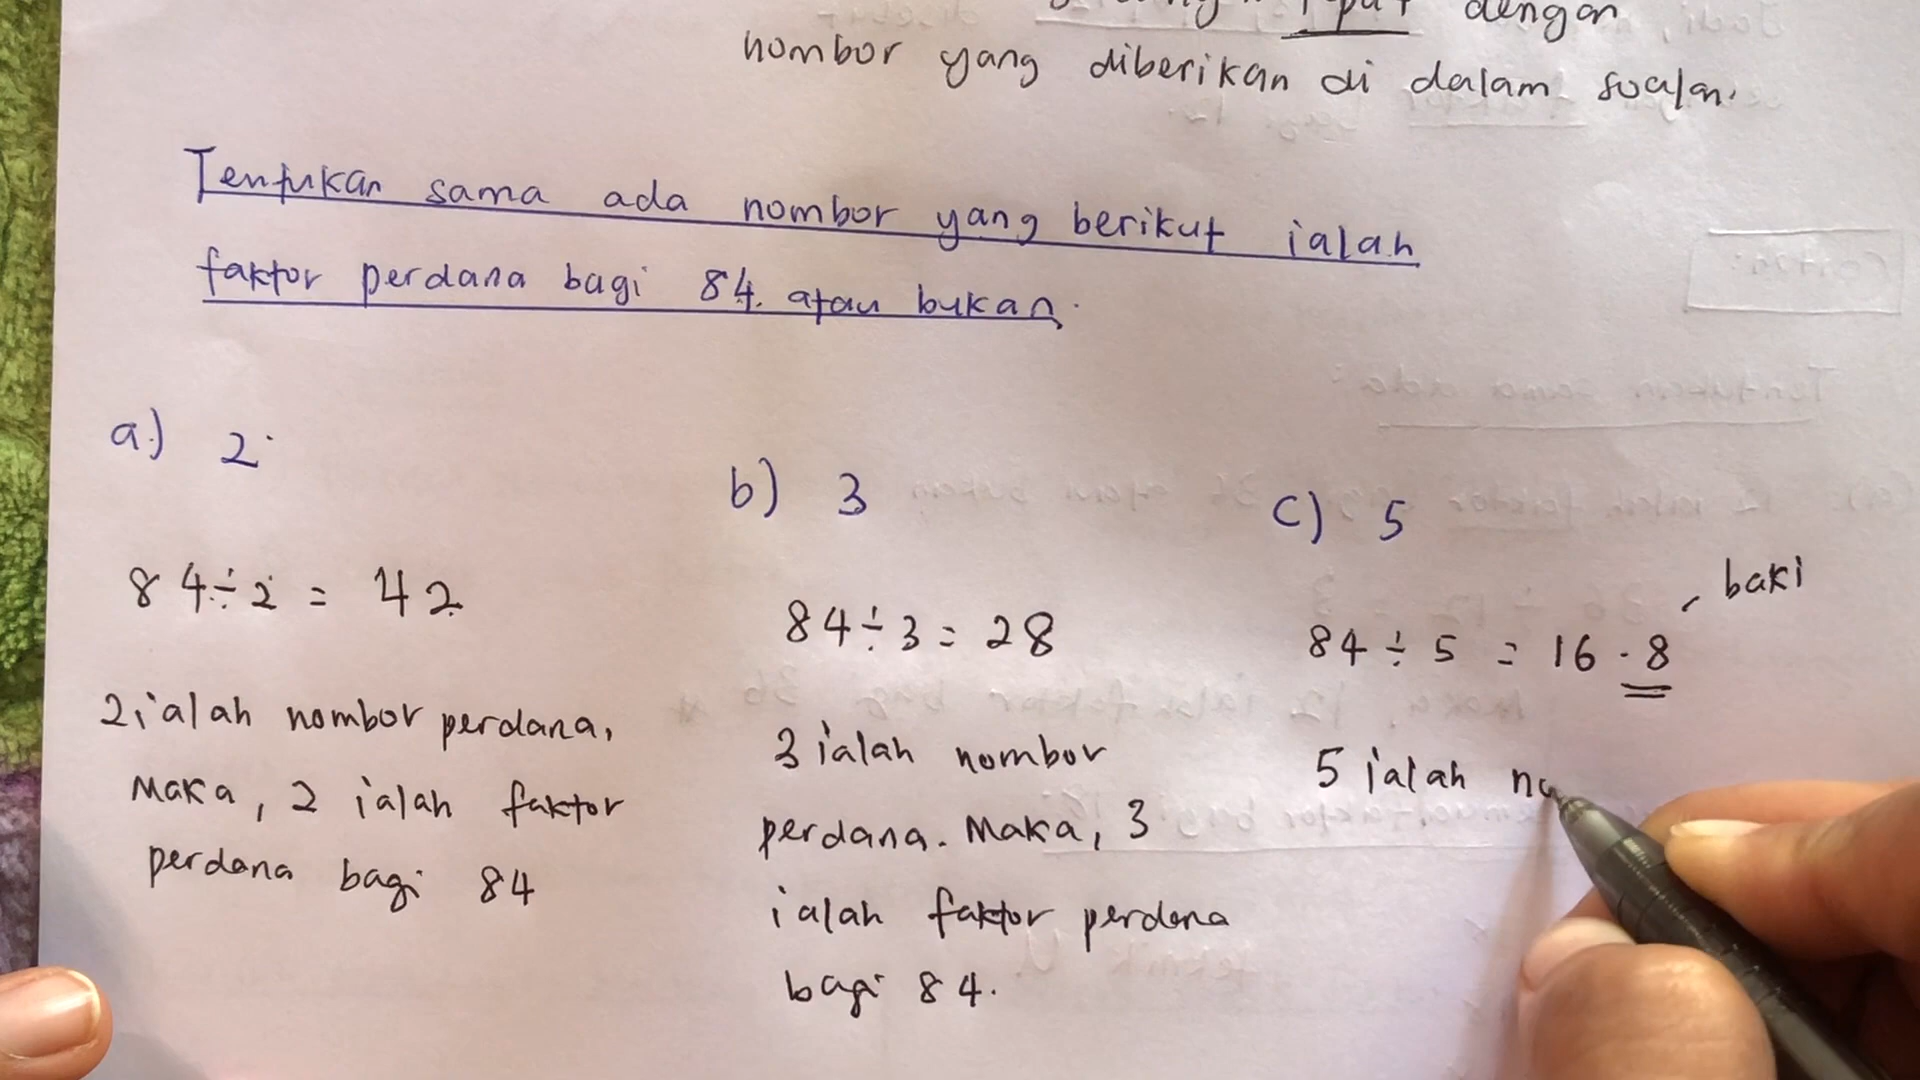 dengan
nombor yang diberikan di dalam soalan.
Tentukan sama ada nombor yang berikut ialah
faktor perdana bagi 84. atau bukan.
a) 2
84 ÷ 2 = 42
2 ialah nombor perdana,
Maka, 2 ialah faktor
perdana bagi 84
b) 3
84 ÷ 3 = 28
3 ialah nombor
perdana. Maka, 3
ialah faktor perdana
bagi 84.
c) 5
baki
84 ÷ 5 = 16.8
5 ialah no